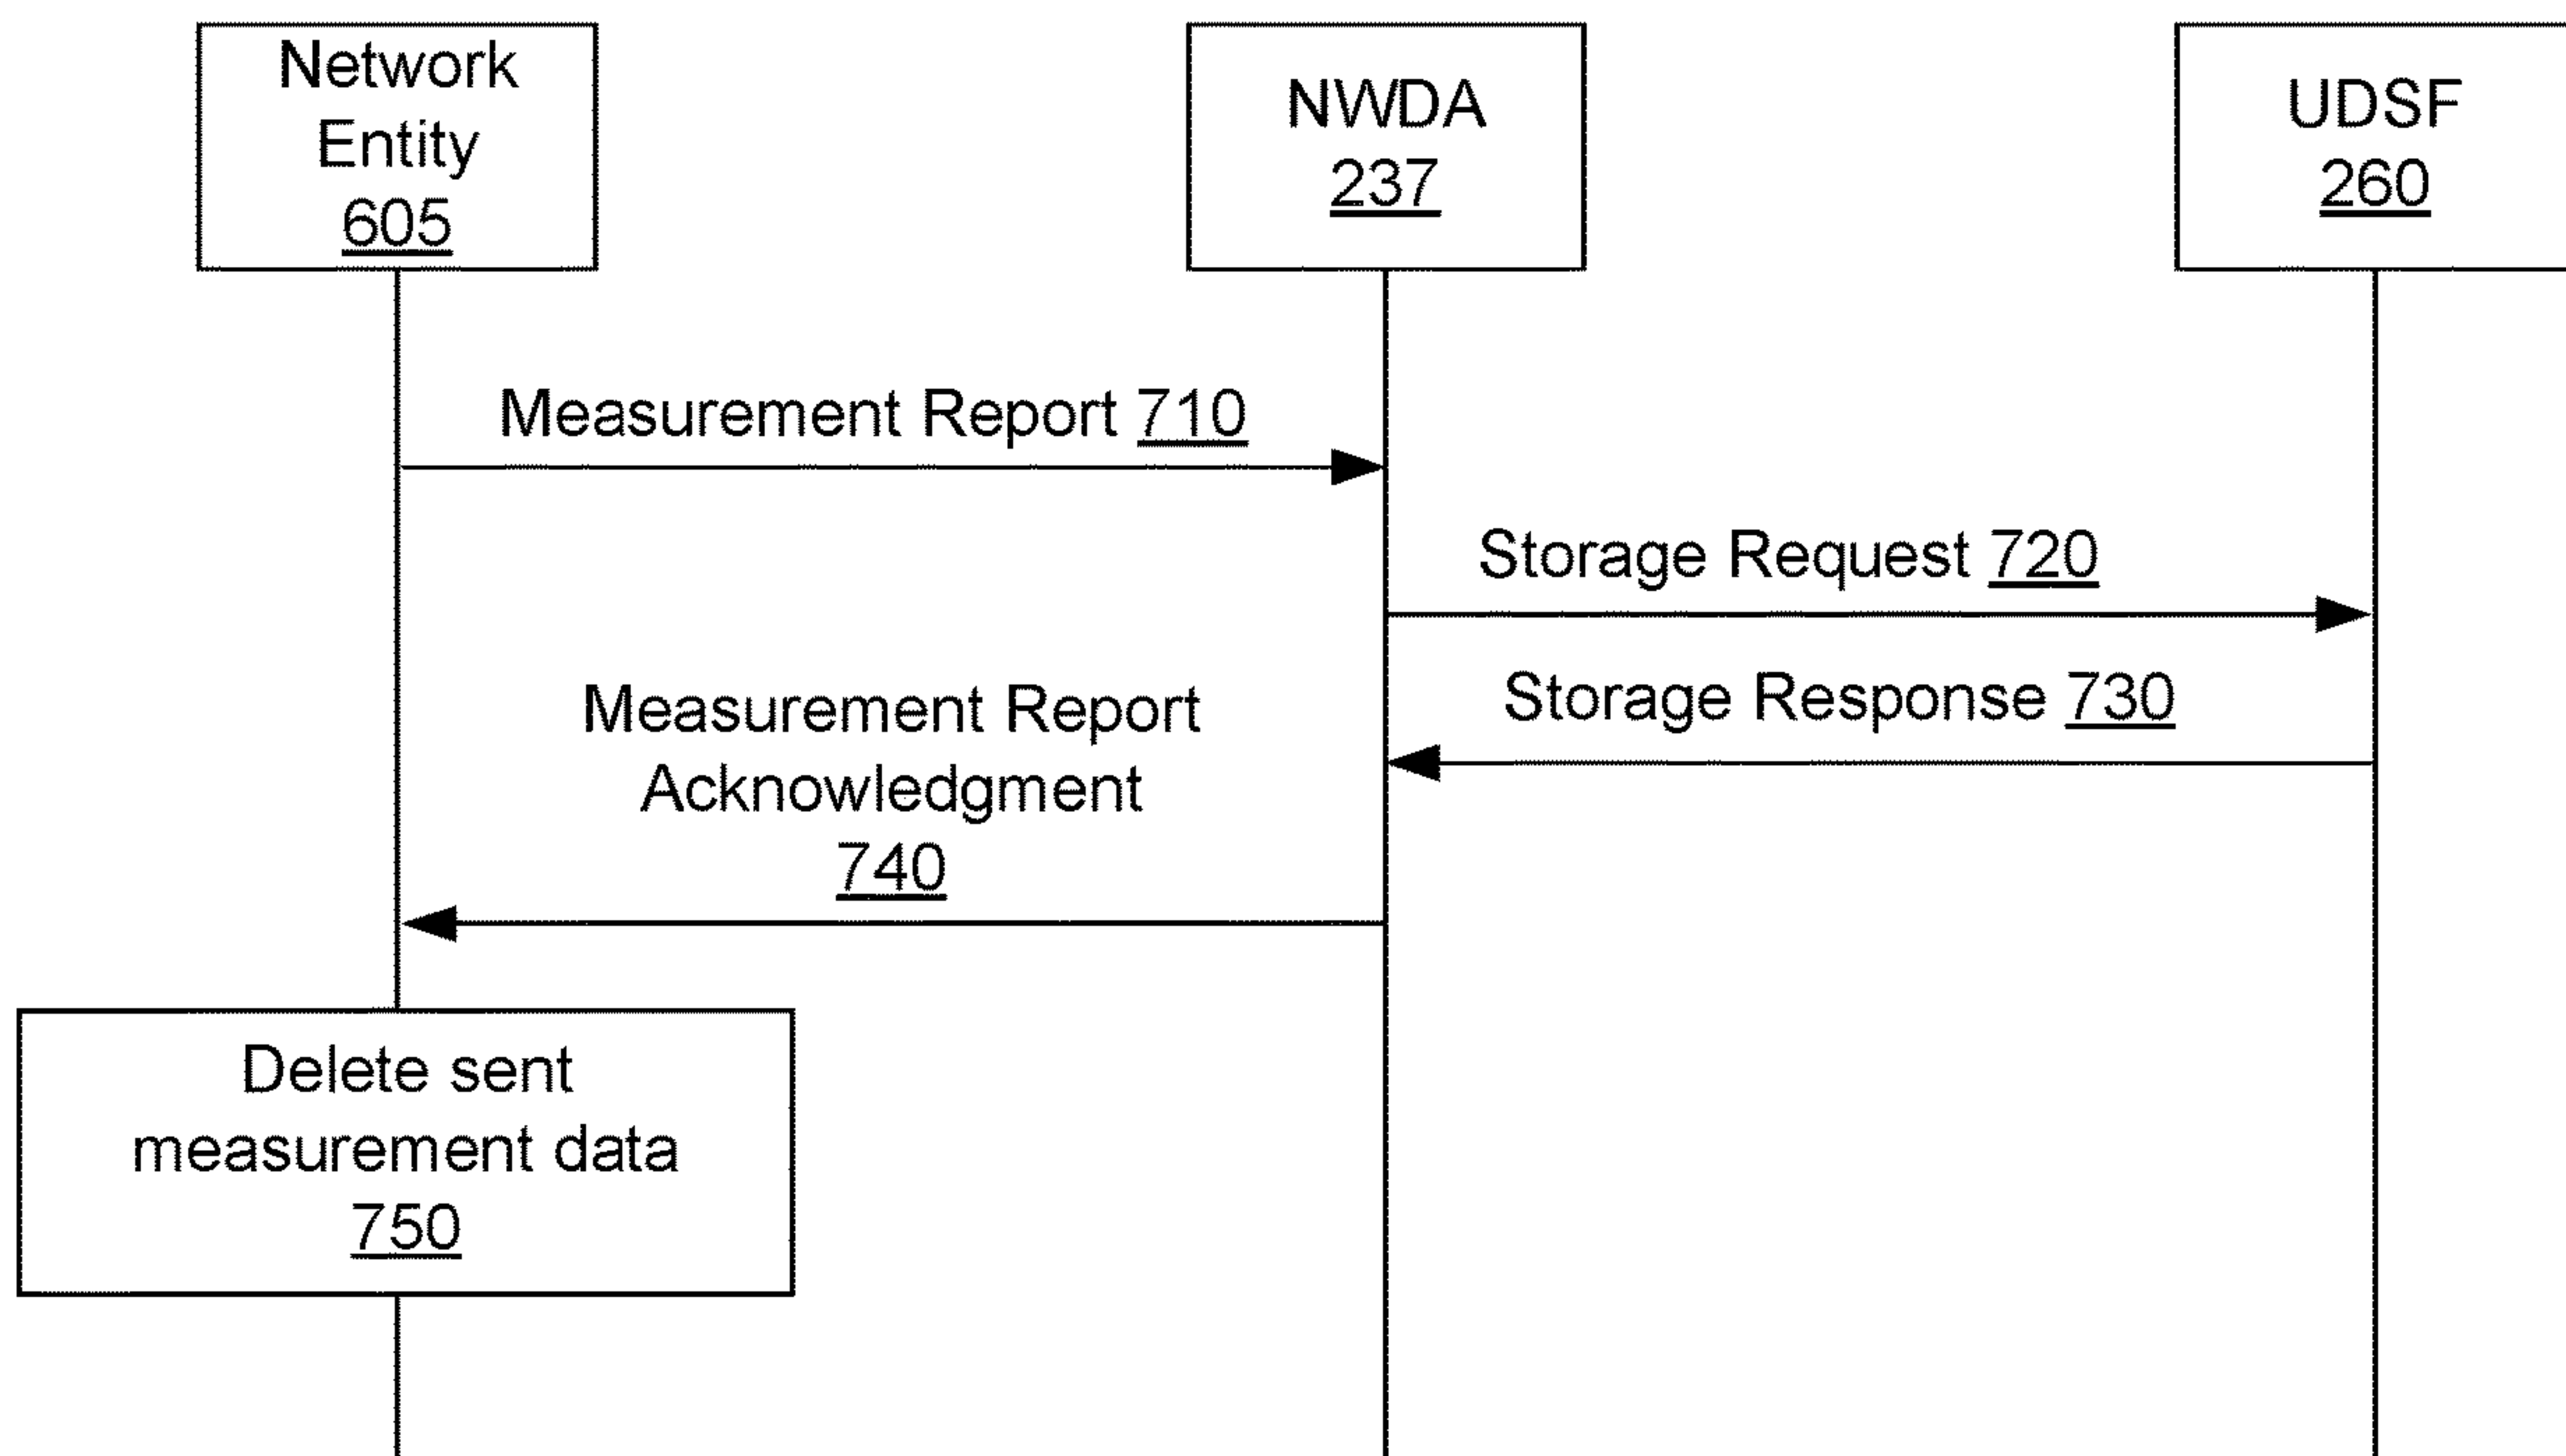 Network
Entity
605
NWDA
237
UDSF
260
Measurement Report 710
Storage Request 720
Storage Response 730
Measurement Report
Acknowledgment
740
Delete sent
measurement data
750